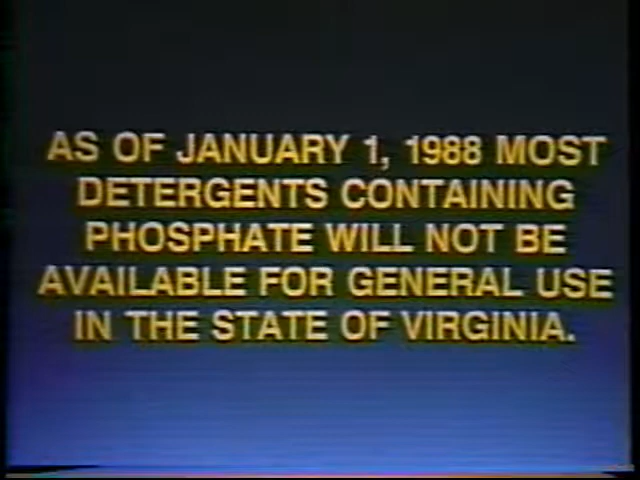 AS OF JANUARY 1, 1988 MOST
DETERGENTS CONTAINING
PHOSPHATE WILL NOT BE
AVAILABLE FOR GENERAL USE
IN THE STATE OF VIRGINIA.